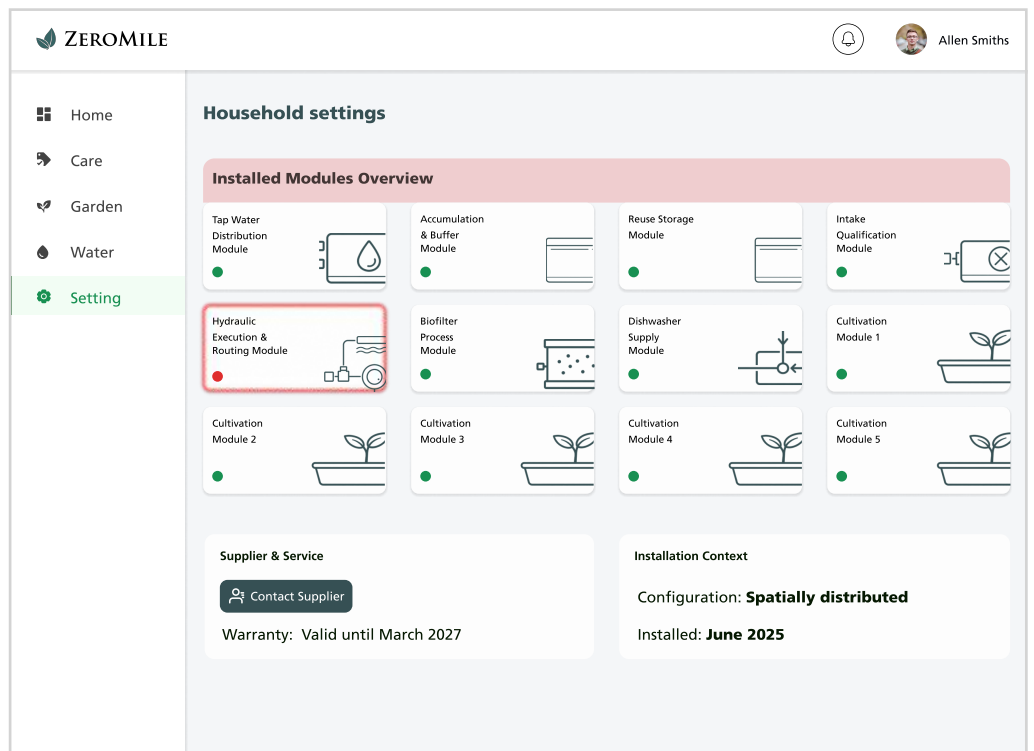 ZEROMILE
Allen Smiths
Home
Care
Garden
Water
Setting
Household settings
Installed Modules Overview
Tap Water
Distribution
Module
Accumulation
& Buffer
Module
Reuse Storage
Module
Intake
Qualification
Module
Hydraulic
Execution &
Routing Module
Biofilter
Process
Module
Dishwasher
Supply
Module
Cultivation
Module 1
Cultivation
Module 2
Cultivation
Module 3
Cultivation
Module 4
Cultivation
Module 5
Supplier & Service
Contact Supplier
Warranty: Valid until March 2027
Installation Context
Configuration: Spatially distributed
Installed: June 2025